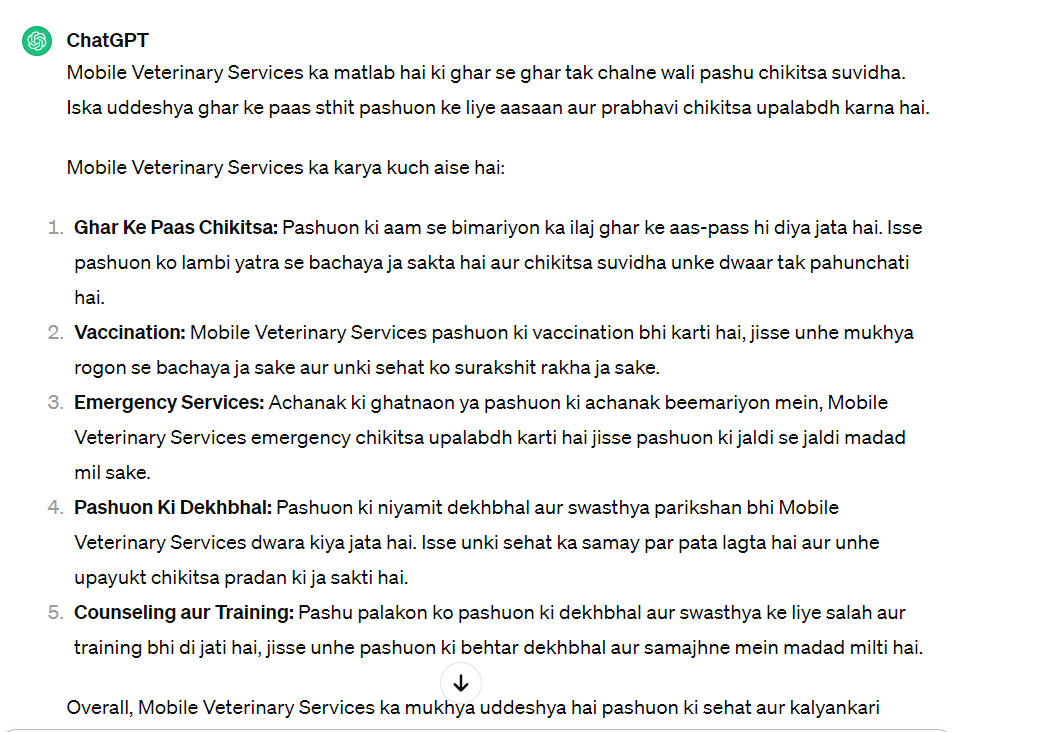 ChatGPT
Mobile Veterinary Services ka matlab hai ki ghar se ghar tak chalne wali pashu chikitsa suvidha.
Iska uddeshya ghar ke paas sthit pashuon ke liye aasaan aur prabhavi chikitsa upalabdh karna hai.
Mobile Veterinary Services ka karya kuch aise hai:
1. Ghar Ke Paas Chikitsa: Pashuon ki aam se bimariyon ka ilaj ghar ke aas-pass hi diya jata hai. Isse
pashuon ko lambi yatra se bachaya ja sakta hai aur chikitsa suvidha unke dwaar tak pahunchati
hai.
2. Vaccination: Mobile Veterinary Services pashuon ki vaccination bhi karti hai, jisse unhe mukhya
rogon se bachaya ja sake aur unki sehat ko surakshit rakha ja sake.
3. Emergency Services: Achanak ki ghatnaon ya pashuon ki achanak beemariyon mein, Mobile
Veterinary Services emergency chikitsa upalabdh karti hai jisse pashuon ki jaldi se jaldi madad
mil sake.
4. Pashuon Ki Dekhbhal: Pashuon ki niyamit dekhbhal aur swasthya parikshan bhi Mobile
Veterinary Services dwara kiya jata hai. Isse unki sehat ka samay par pata lagta hai aur unhe
upayukt chikitsa pradan ki ja sakti hai.
5. Counseling aur Training: Pashu palakon ko pashuon ki dekhbhal aur swasthya ke liye salah aur
training bhi di jati hai, jisse unhe pashuon ki behtar dekhbhal aur samajhne mein madad milti hai.
Overall, Mobile Veterinary Services ka mukhya uddeshya hai pashuon ki sehat aur kalyankari